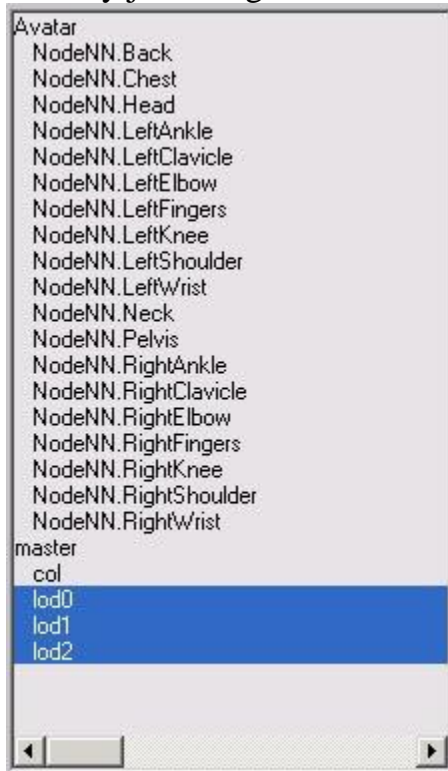 Avatar
NodeNN.Back
NodeNN.Chest
NodeNN.Head
NodeNN.LeftAnkle
NodeNN.LeftClavicle
NodeNN.LeftElbow
NodeNN.LeftFingers
NodeNN.LeftKnee
NodeNN.LeftShoulder
NodeNN.LeftWrist
NodeNN.Neck
NodeNN.Pelvis
NodeNN.RightAnkle
NodeNN.RightClavicle
NodeNN.RightElbow
NodeNN.RightFingers
NodeNN.RightKnee
NodeNN.RightShoulder
NodeNN.RightWrist
master
col
lod0
lod1
lod2